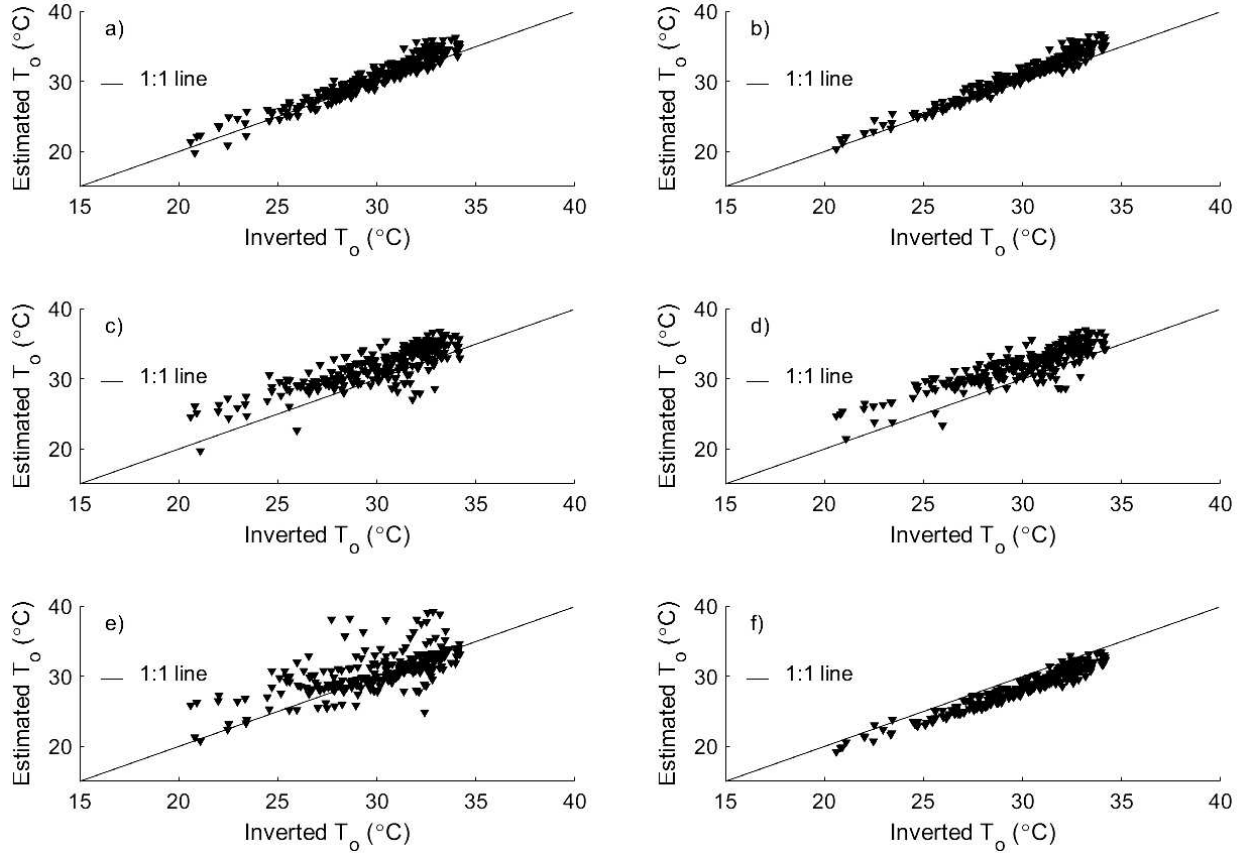 a)
— 1:1 line
Estimated T_o (°C)
40
30
20
15 20 25 30 35 40
Inverted T_o (°C)
b)
— 1:1 line
Estimated T_o (°C)
40
30
20
15 20 25 30 35 40
Inverted T_o (°C)
c)
— 1:1 line
Estimated T_o (°C)
40
30
20
15 20 25 30 35 40
Inverted T_o (°C)
d)
— 1:1 line
Estimated T_o (°C)
40
30
20
15 20 25 30 35 40
Inverted T_o (°C)
e)
— 1:1 line
Estimated T_o (°C)
40
30
20
15 20 25 30 35 40
Inverted T_o (°C)
f)
— 1:1 line
Estimated T_o (°C)
40
30
20
15 20 25 30 35 40
Inverted T_o (°C)